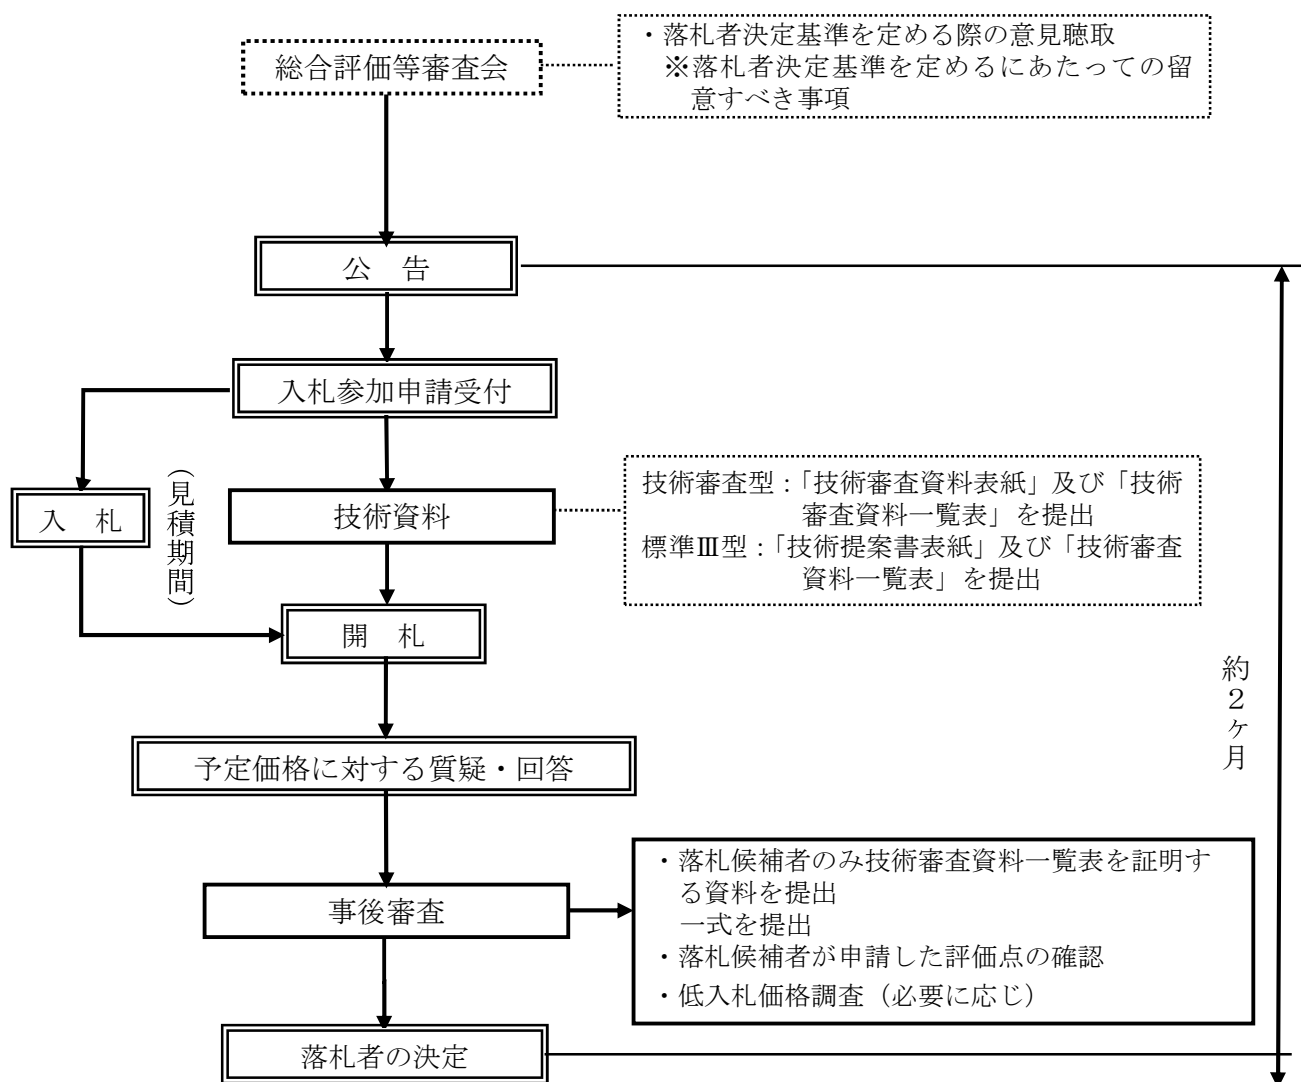 総合評価等審査会
・落札者決定基準を定める際の意見聴取
※落札者決定基準を定めるにあたっての留
意すべき事項
公　告
入札参加申請受付
入　札
(見積期間)
技術資料
技術審査型：「技術審査資料表紙」及び「技術
審査資料一覧表」を提出
標準Ⅲ型：「技術提案書表紙」及び「技術審査
資料一覧表」を提出
開　札
約２ヶ月
予定価格に対する質疑・回答
事後審査
・落札候補者のみ技術審査資料一覧表を証明す
る資料を提出
一式を提出
・落札候補者が申請した評価点の確認
・低入札価格調査（必要に応じ）
落札者の決定